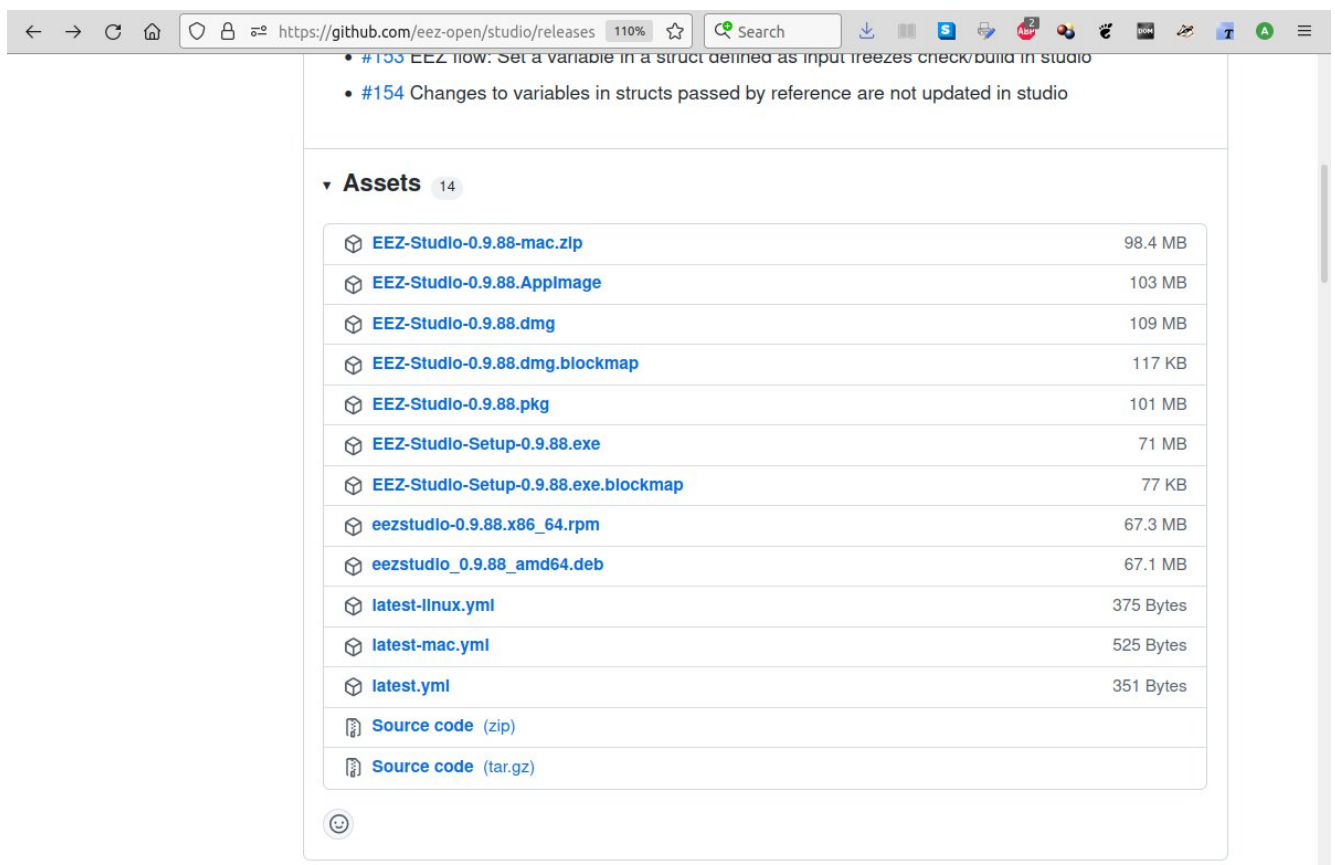 https://github.com/eez-open/studio/releases 110% Search S 2 ABP DOM T A
#153 EEZ flow: Set a variable in a struct defined as input freezes check/build in studio
#154 Changes to variables in structs passed by reference are not updated in studio
Assets 14
EEZ-Studio-0.9.88-mac.zip 98.4 MB
EEZ-Studio-0.9.88.AppImage 103 MB
EEZ-Studio-0.9.88.dmg 109 MB
EEZ-Studio-0.9.88.dmg.blockmap 117 KB
EEZ-Studio-0.9.88.pkg 101 MB
EEZ-Studio-Setup-0.9.88.exe 71 MB
EEZ-Studio-Setup-0.9.88.exe.blockmap 77 KB
eezstudio-0.9.88.x86_64.rpm 67.3 MB
eezstudio_0.9.88_amd64.deb 67.1 MB
latest-linux.yml 375 Bytes
latest-mac.yml 525 Bytes
latest.yml 351 Bytes
Source code (zip)
Source code (tar.gz)